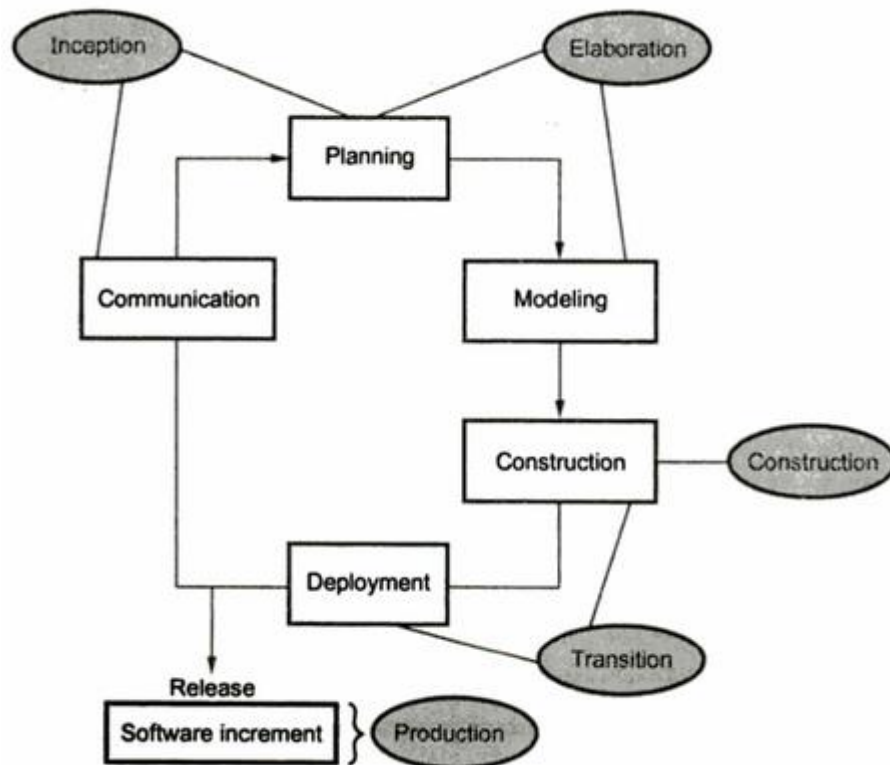 Inception
Elaboration
Planning
Communication
Modeling
Construction
Construction
Deployment
Transition
Release
Software increment
Production